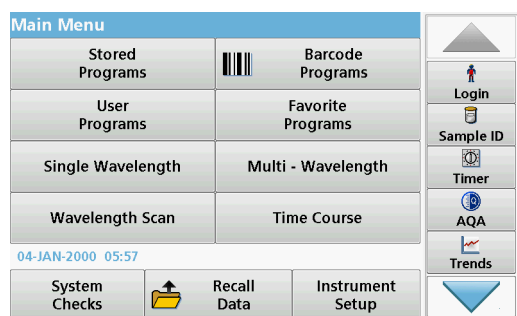 Main Menu
Stored
Programs
Barcode
Programs
User
Programs
Favorite
Programs
Single Wavelength
Multi - Wavelength
Wavelength Scan
Time Course
04-JAN-2000 05:57
System
Checks
Recall
Data
Instrument
Setup
Login
Sample ID
Timer
AQA
Trends